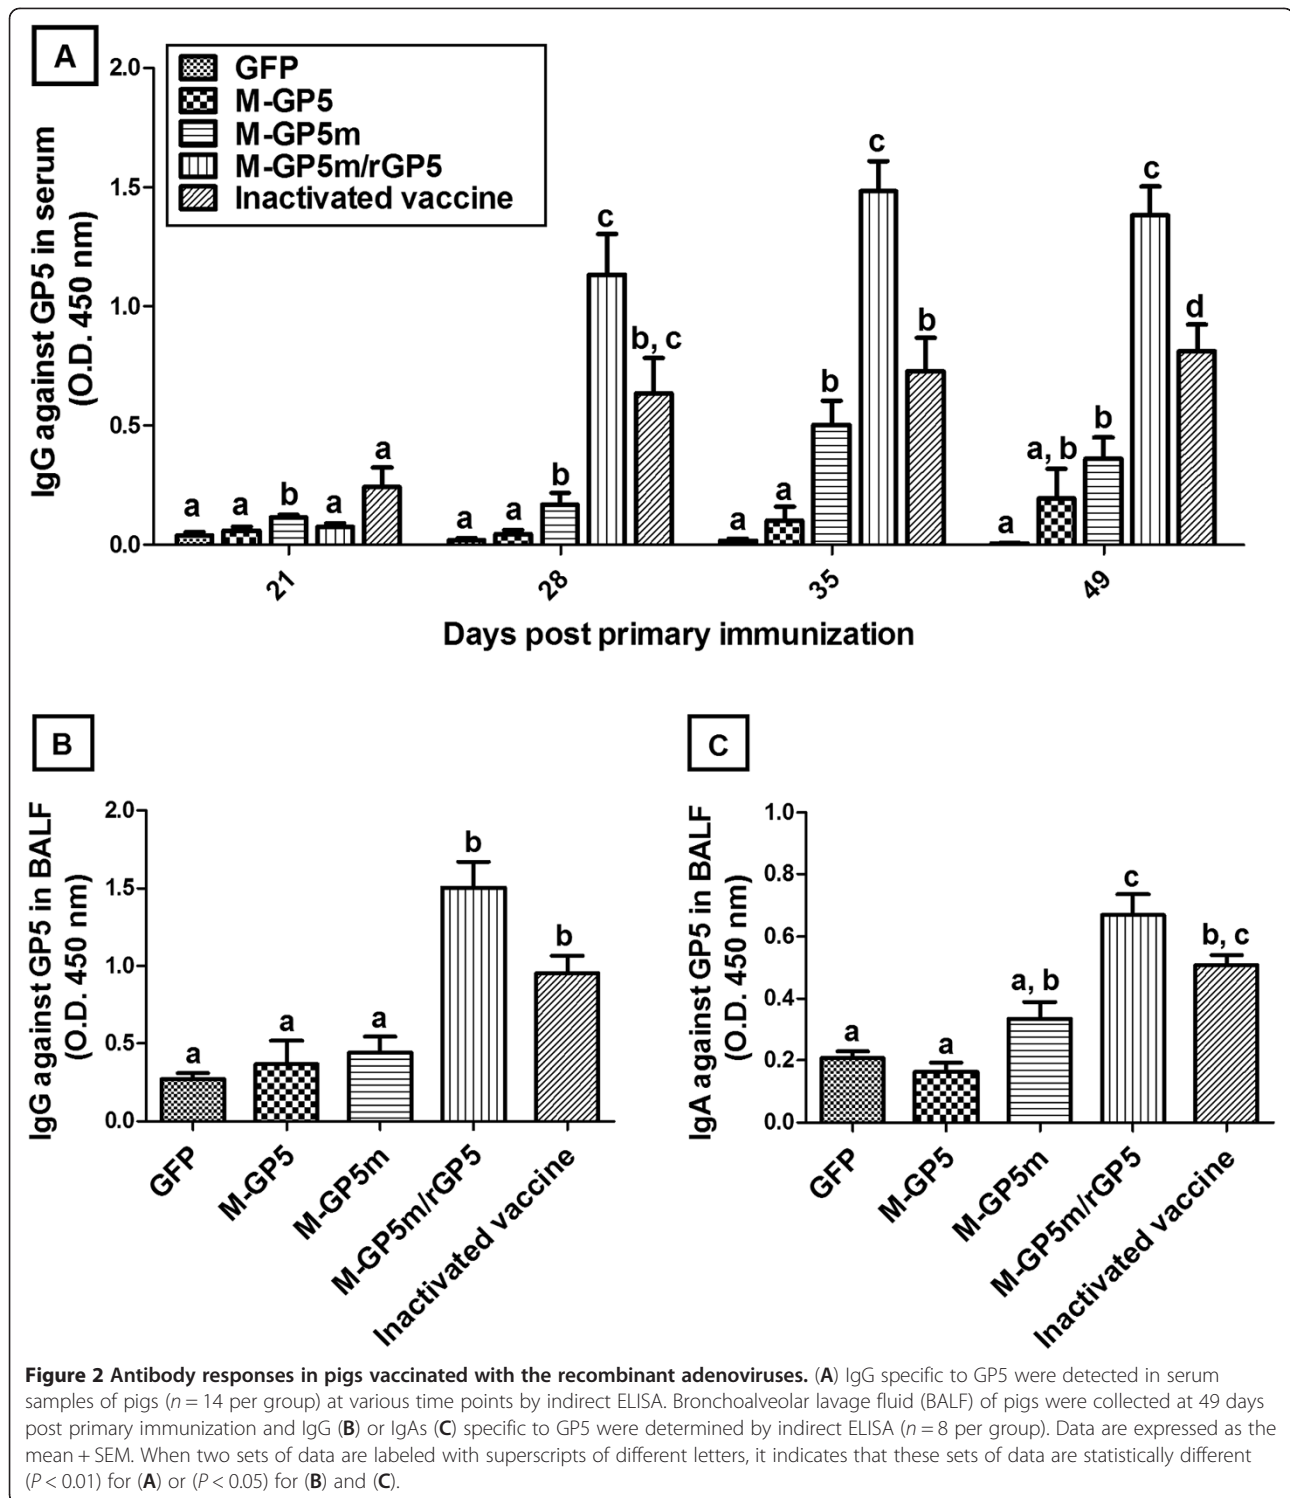 A
2.0
1.5
1.0
0.5
0.0
IgG against GP5 in serum
(O.D. 450 nm)
GFP
M-GP5
M-GP5m
M-GP5m/rGP5
Inactivated vaccine
a a b a a
a a b c b, c
a a b c b
a a, b b c d
21 28 35 49
Days post primary immunization
B
2.0
1.5
1.0
0.5
0.0
IgG against GP5 in BALF
(O.D. 450 nm)
a a a b b
GFP
M-GP5
M-GP5m
M-GP5m/rGP5
Inactivated vaccine
C
1.0
0.8
0.6
0.4
0.2
0.0
IgA against GP5 in BALF
(O.D. 450 nm)
a a a, b c b, c
GFP
M-GP5
M-GP5m
M-GP5m/rGP5
Inactivated vaccine
Figure 2 Antibody responses in pigs vaccinated with the recombinant adenoviruses. (A) IgG specific to GP5 were detected in serum
samples of pigs (n = 14 per group) at various time points by indirect ELISA. Bronchoalveolar lavage fluid (BALF) of pigs were collected at 49 days
post primary immunization and IgG (B) or IgAs (C) specific to GP5 were determined by indirect ELISA (n = 8 per group). Data are expressed as the
mean + SEM. When two sets of data are labeled with superscripts of different letters, it indicates that these sets of data are statistically different
(P < 0.01) for (A) or (P < 0.05) for (B) and (C).